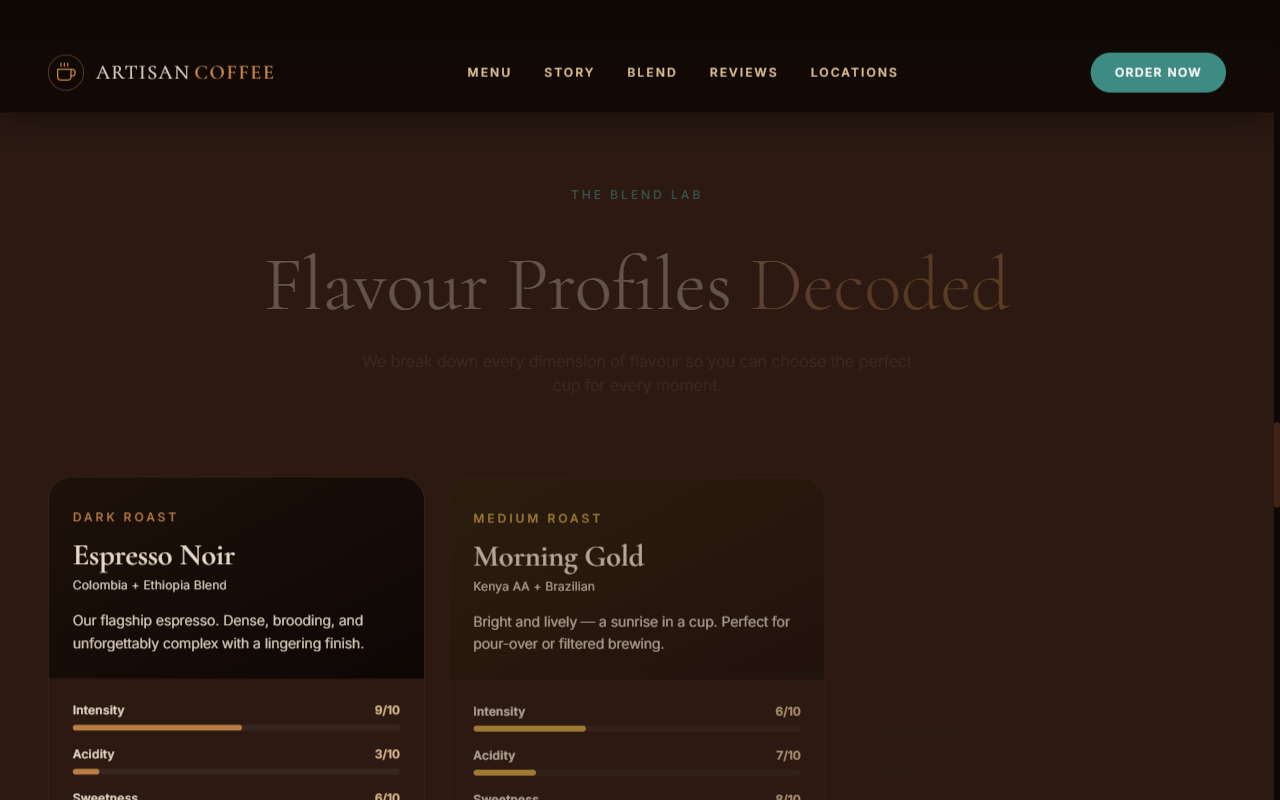 ARTISAN COFFEE
MENU
STORY
BLEND
REVIEWS
LOCATIONS
ORDER NOW
THE BLEND LAB
Flavour Profiles Decoded
We break down every dimension of flavour so you can choose the perfect
cup for every moment.
DARK ROAST
Espresso Noir
Colombia + Ethiopia Blend
Our flagship espresso. Dense, brooding, and
unforgettably complex with a lingering finish.
Intensity 9/10
Acidity 3/10
Sweetness 6/10
MEDIUM ROAST
Morning Gold
Kenya AA + Brazilian
Bright and lively — a sunrise in a cup. Perfect for
pour-over or filtered brewing.
Intensity 6/10
Acidity 7/10
Sweetness 8/10